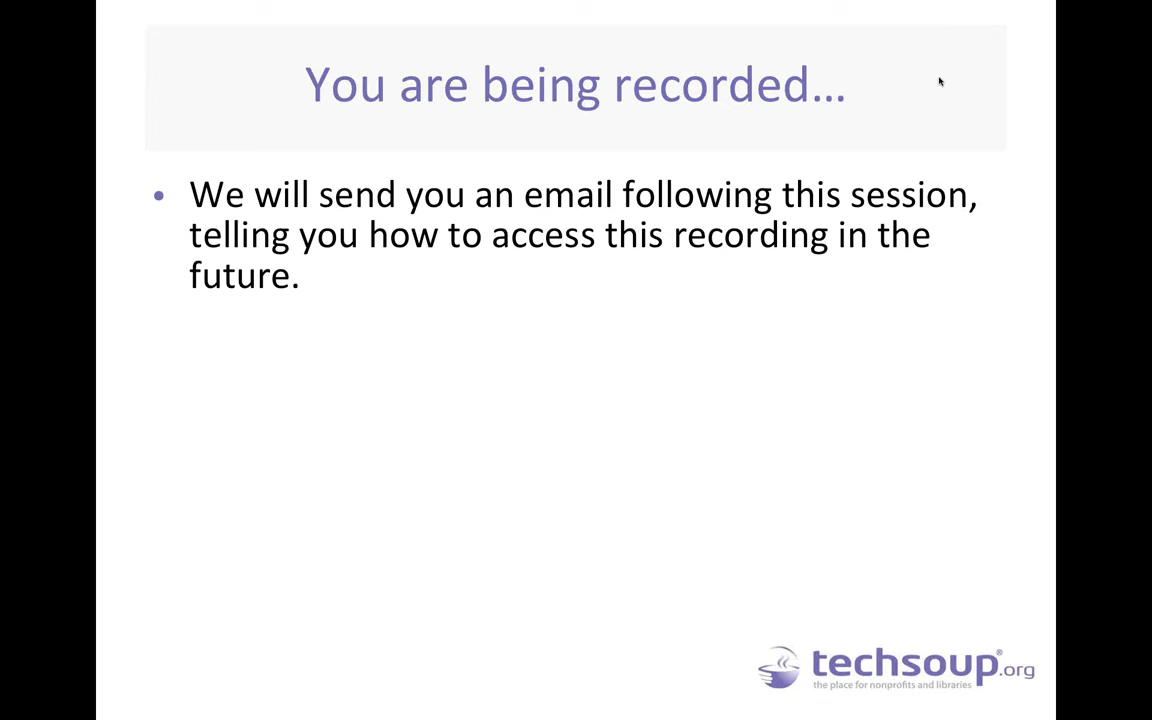 You are being recorded…
• We will send you an email following this session,
telling you how to access this recording in the
future.
techsoup®.org
the place for nonprofits and libraries